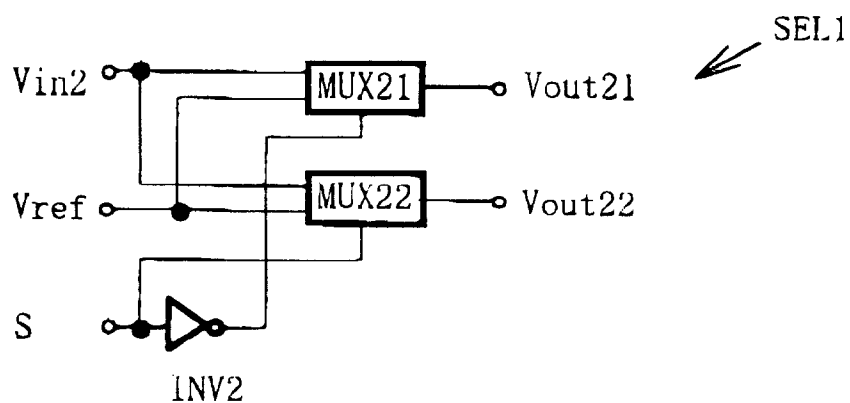 SEL1
Vin2
MUX21
Vout21
Vref
MUX22
Vout22
S
INV2